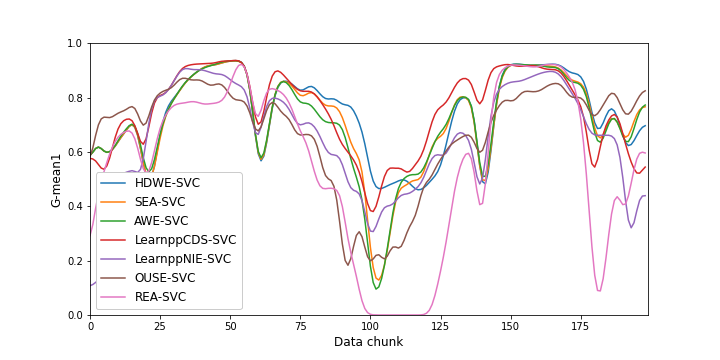 1.0
0.8
0.6
0.4
0.2
0.0
G-mean1
HDWE-SVC
SEA-SVC
AWE-SVC
LearnppCDS-SVC
LearnppNIE-SVC
OUSE-SVC
REA-SVC
0 25 50 75 100 125 150 175
Data chunk